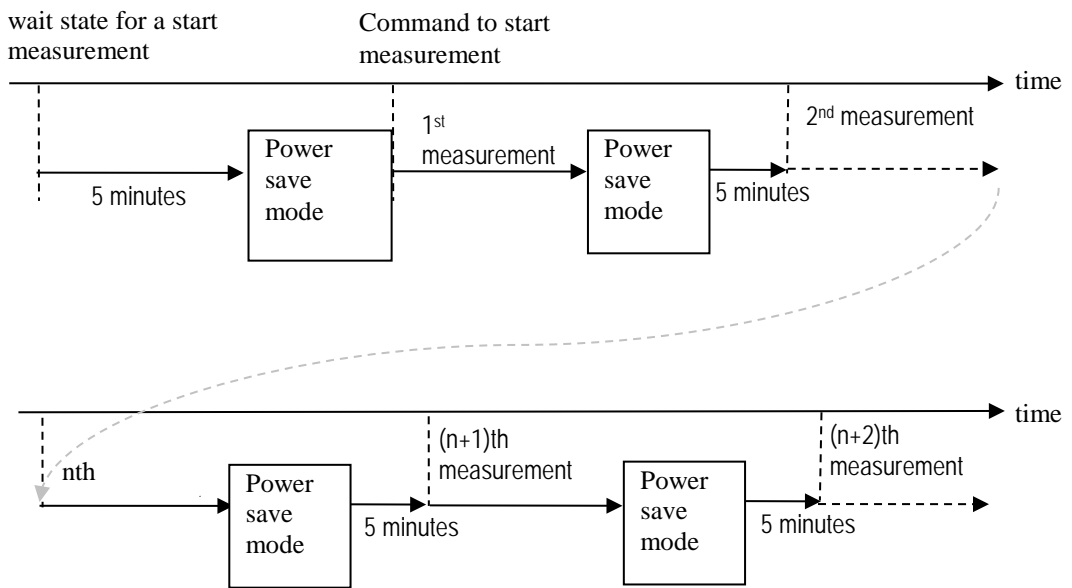 wait state for a start
measurement
Command to start
measurement
time
1st
measurement
2nd measurement
Power
save
mode
Power
save
mode
5 minutes
5 minutes
time
nth
(n+1)th
measurement
(n+2)th
measurement
Power
save
mode
5 minutes
Power
save
mode
5 minutes